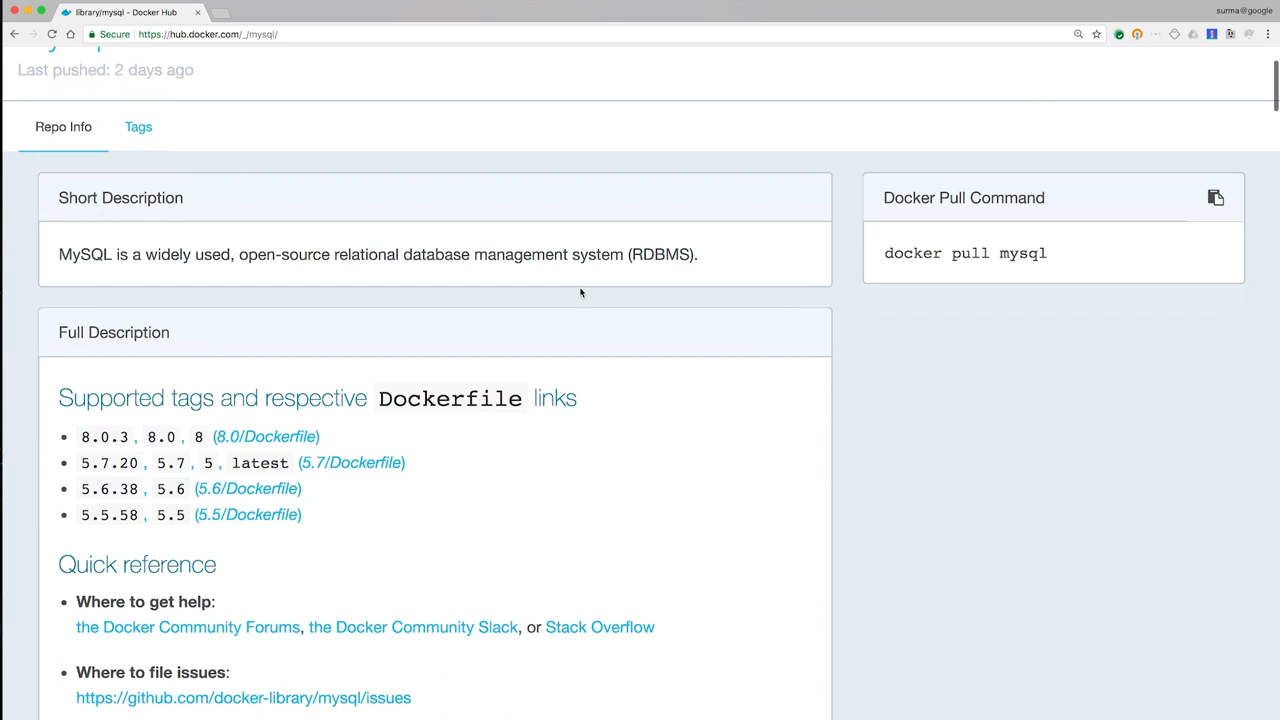 library/mysql - Docker Hub
surma@google
Secure
https://hub.docker.com/_/mysql/
Last pushed: 2 days ago
Repo Info
Tags
Short Description
MySQL is a widely used, open-source relational database management system (RDBMS).
Docker Pull Command
docker pull mysql
Full Description
Supported tags and respective Dockerfile links
8.0.3, 8.0, 8 (8.0/Dockerfile)
5.7.20, 5.7, 5, latest (5.7/Dockerfile)
5.6.38, 5.6 (5.6/Dockerfile)
5.5.58, 5.5 (5.5/Dockerfile)
Quick reference
Where to get help:
the Docker Community Forums, the Docker Community Slack, or Stack Overflow
Where to file issues:
https://github.com/docker-library/mysql/issues